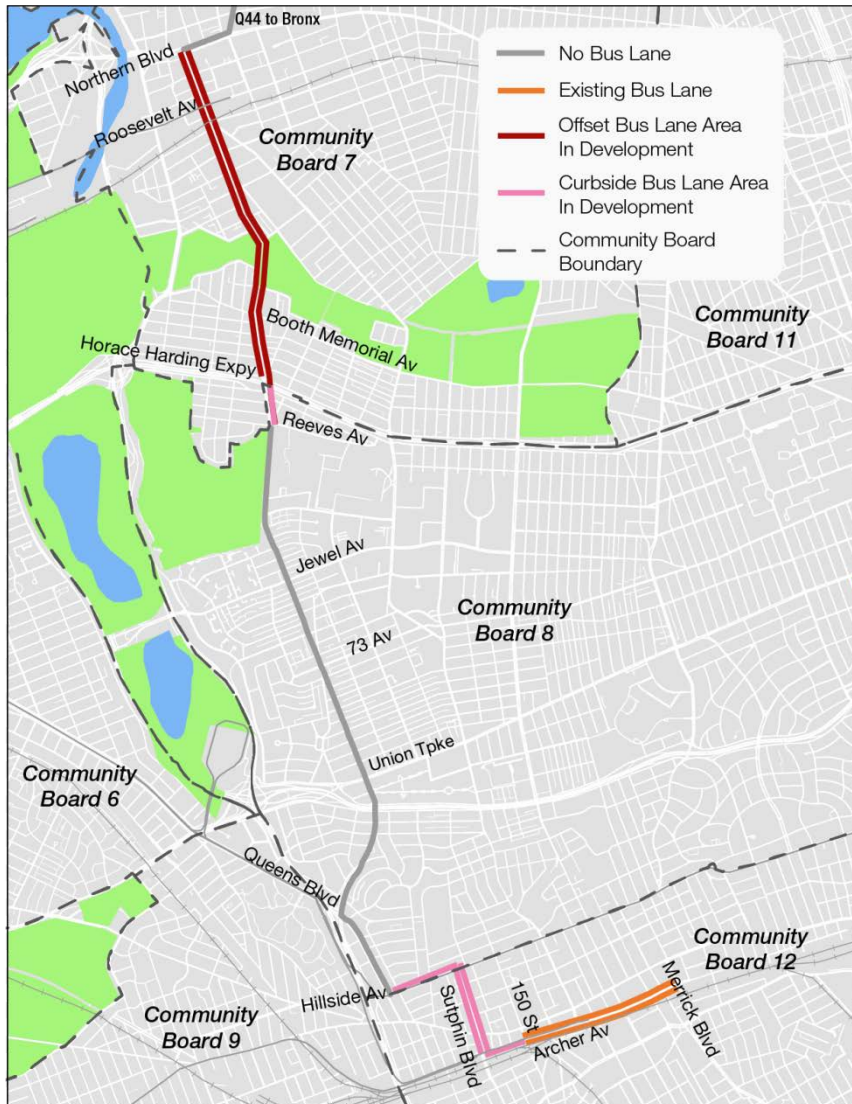 Q44 to Bronx
Northern Blvd
Roosevelt Av
Community
Board 7
No Bus Lane
Existing Bus Lane
Offset Bus Lane Area
In Development
Curbside Bus Lane Area
In Development
Community Board
Boundary
Booth Memorial Av
Community
Board 11
Horace Harding Expy
Reeves Av
Jewel Av
Community
Board 8
73 Av
Union Tpke
Community
Board 6
Queens Blvd
Community
Board 12
Hillside Av
Sutphin Blvd
150 St
Merrick Blvd
Archer Av
Community
Board 9